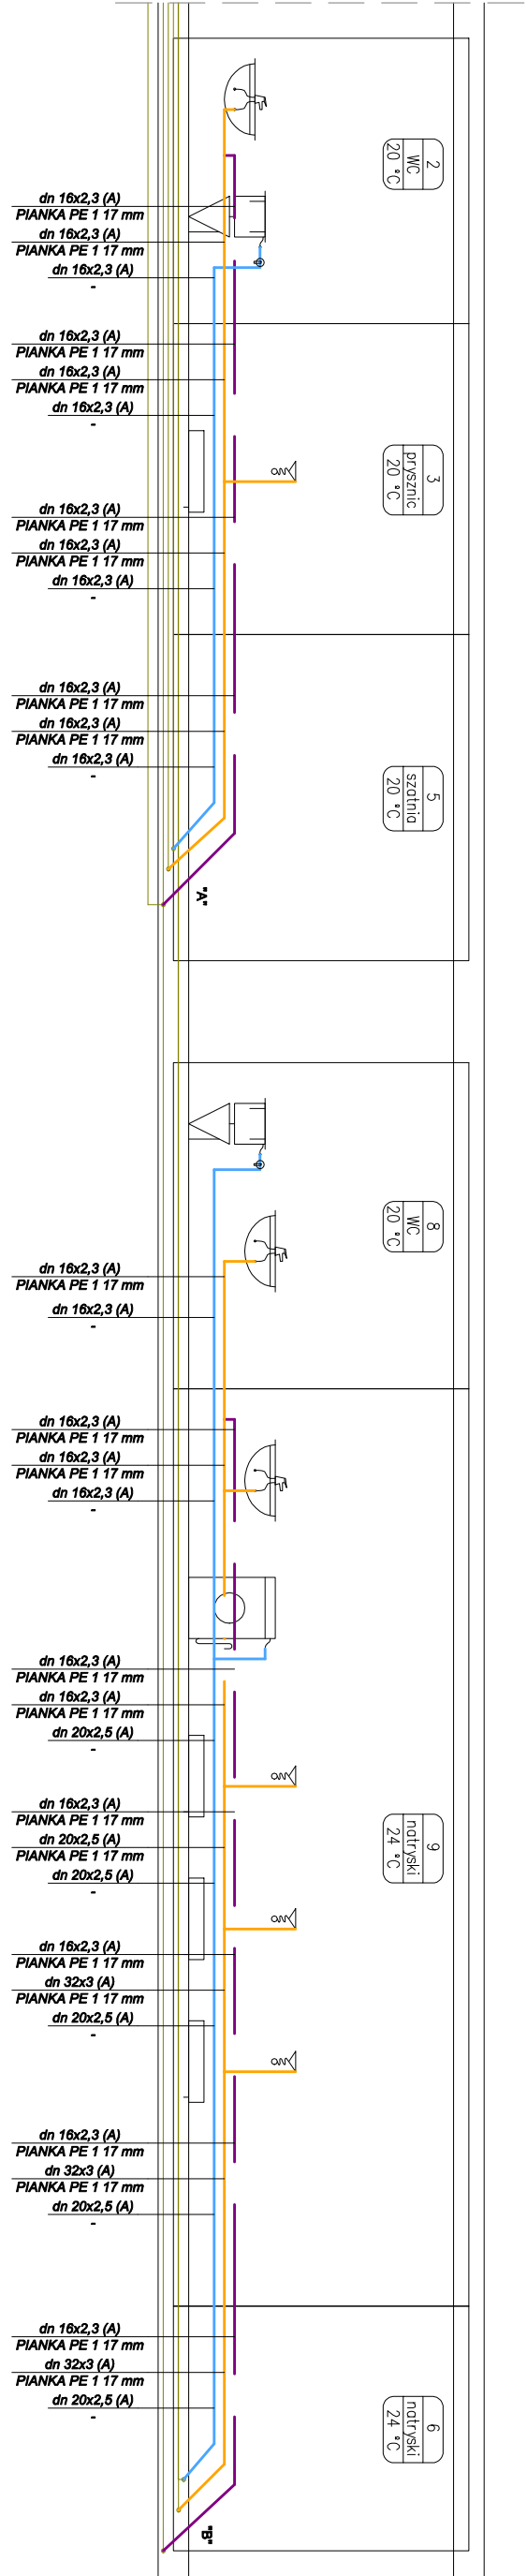 2
WC
20 °C
dn 16x2,3 (A)
PIANKA PE 1 17 mm
dn 16x2,3 (A)
PIANKA PE 1 17 mm
dn 16x2,3 (A)
-
dn 16x2,3 (A)
PIANKA PE 1 17 mm
dn 16x2,3 (A)
PIANKA PE 1 17 mm
dn 16x2,3 (A)
-
3
prysznic
20 °C
dn 16x2,3 (A)
PIANKA PE 1 17 mm
dn 16x2,3 (A)
PIANKA PE 1 17 mm
dn 16x2,3 (A)
-
dn 16x2,3 (A)
PIANKA PE 1 17 mm
dn 16x2,3 (A)
PIANKA PE 1 17 mm
dn 16x2,3 (A)
-
5
szatnia
20 °C
"A"
8
WC
20 °C
dn 16x2,3 (A)
PIANKA PE 1 17 mm
dn 16x2,3 (A)
-
dn 16x2,3 (A)
PIANKA PE 1 17 mm
dn 16x2,3 (A)
PIANKA PE 1 17 mm
dn 16x2,3 (A)
-
dn 16x2,3 (A)
PIANKA PE 1 17 mm
dn 16x2,3 (A)
PIANKA PE 1 17 mm
dn 20x2,5 (A)
-
dn 16x2,3 (A)
PIANKA PE 1 17 mm
dn 20x2,5 (A)
PIANKA PE 1 17 mm
dn 20x2,5 (A)
-
9
natryski
24 °C
dn 16x2,3 (A)
PIANKA PE 1 17 mm
dn 32x3 (A)
PIANKA PE 1 17 mm
dn 20x2,5 (A)
-
dn 16x2,3 (A)
PIANKA PE 1 17 mm
dn 32x3 (A)
PIANKA PE 1 17 mm
dn 20x2,5 (A)
-
dn 16x2,3 (A)
PIANKA PE 1 17 mm
dn 32x3 (A)
PIANKA PE 1 17 mm
dn 20x2,5 (A)
-
6
natryski
24 °C
"B"